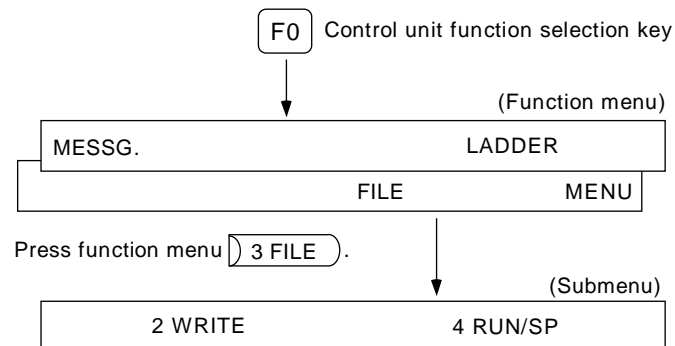 F0 Control unit function selection key
(Function menu)
MESSG. LADDER
FILE MENU
Press function menu 3 FILE .
(Submenu)
2 WRITE 4 RUN/SP